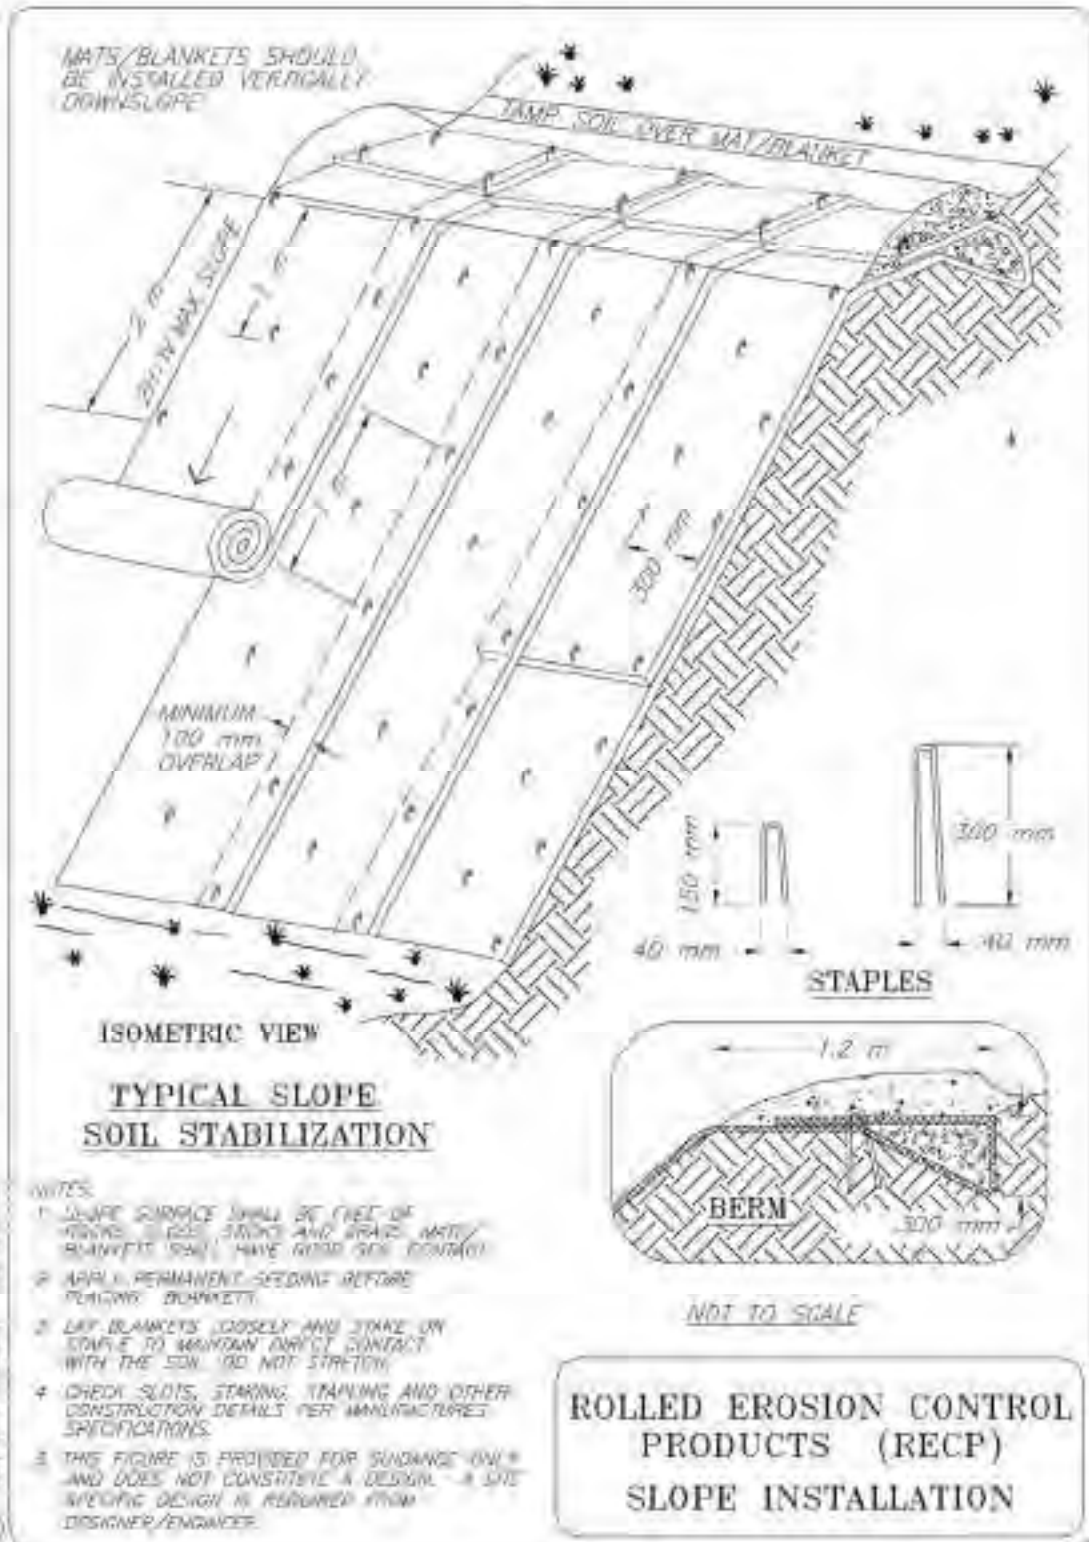 MATS/BLANKETS SHOULD
BE INSTALLED VERTICALLY
DOWNSLOPE
TAMP SOIL OVER MAT/BLANKET
2 m
2H:1V MAX. SLOPE
300 mm
MINIMUM
100 mm
OVERLAP
150 mm
300 mm
40 mm
40 mm
STAPLES
ISOMETRIC VIEW
1.2 m
TYPICAL SLOPE
SOIL STABILIZATION
BERM
300 mm
NOT TO SCALE
NOTES:
1 SLOPE SURFACE SHALL BE FREE OF
STICKS AND GRASS. MATS/
BLANKETS SHALL HAVE GOOD SOIL CONTACT.
2 APPLY PERMANENT SEEDING BEFORE
PLACING BLANKETS.
LAY BLANKETS LOOSELY AND STAKE OR
STAPLE TO MAINTAIN DIRECT CONTACT
WITH THE SOIL. DO NOT STRETCH.
4 CHECK SLOTS, STAKING, STAPLING AND OTHER
CONSTRUCTION DETAILS PER MANUFACTURES
SPECIFICATIONS.
THIS FIGURE IS PROVIDED FOR GUIDANCE ONLY
AND DOES NOT CONSTITUTE A DESIGN. A SITE
SPECIFIC DESIGN IS REQUIRED FROM
DESIGNER/ENGINEER.
ROLLED EROSION CONTROL
PRODUCTS (RECP)
SLOPE INSTALLATION